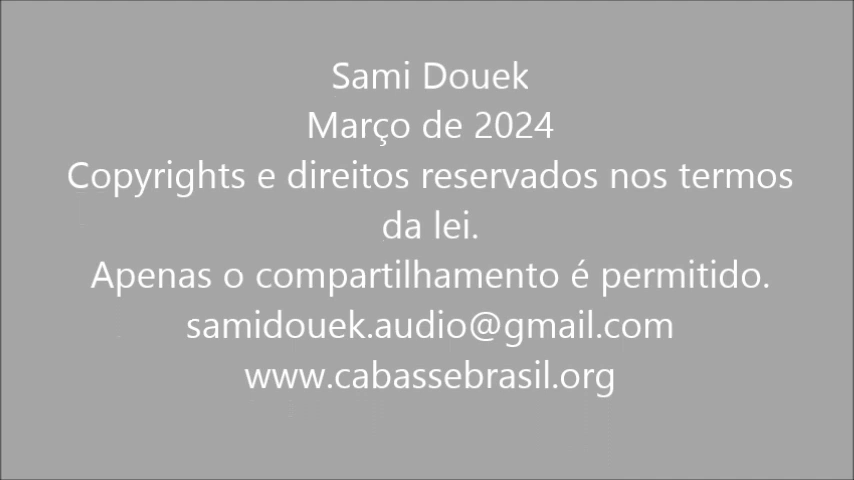 Sami Douek
Março de 2024
Copyrights e direitos reservados nos termos
da lei.
Apenas o compartilhamento é permitido.
samidouek.audio@gmail.com
www.cabassebrasil.org